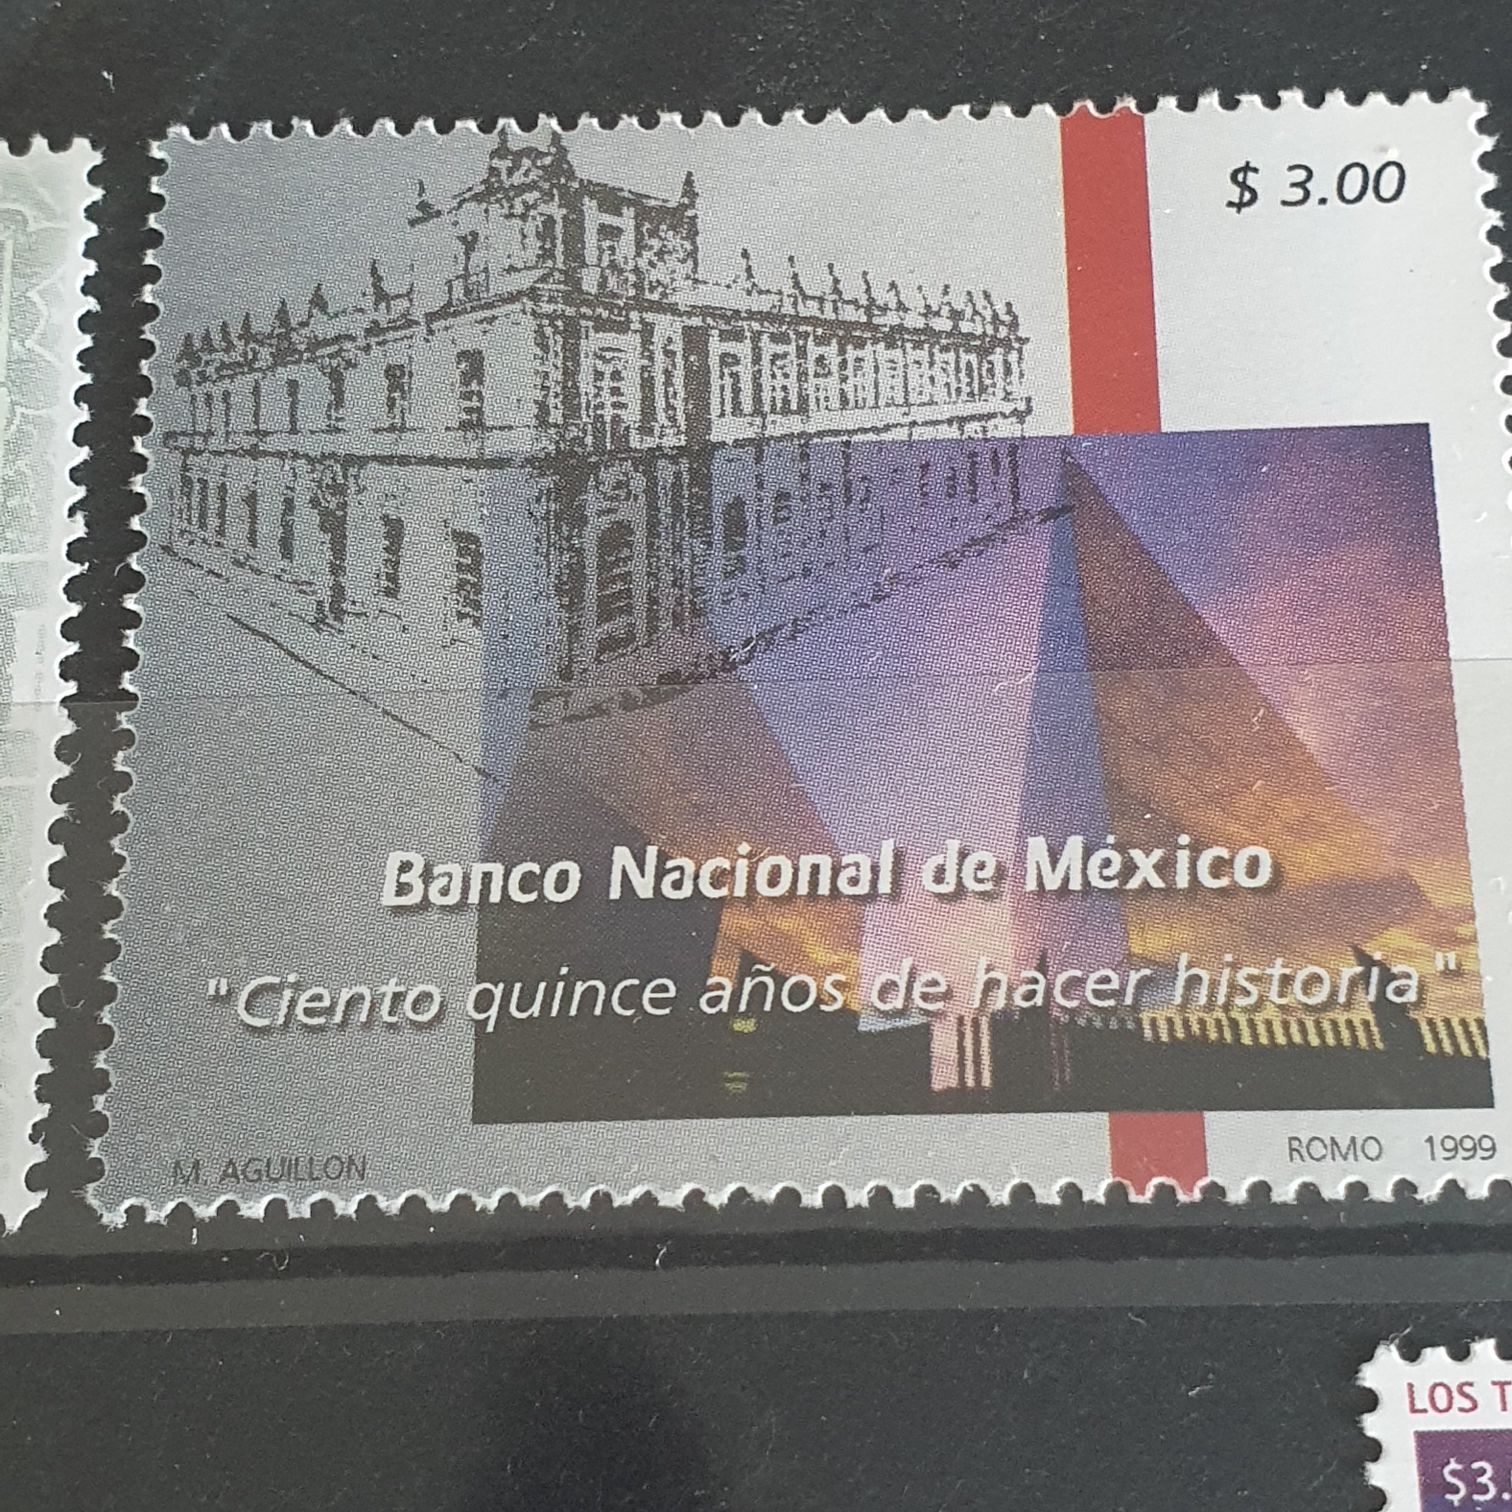 $ 3.00
Banco Nacional de México
"Ciento quince años de hacer historia"
M. AGUILLON
ROMO 1999
LOS
$3.